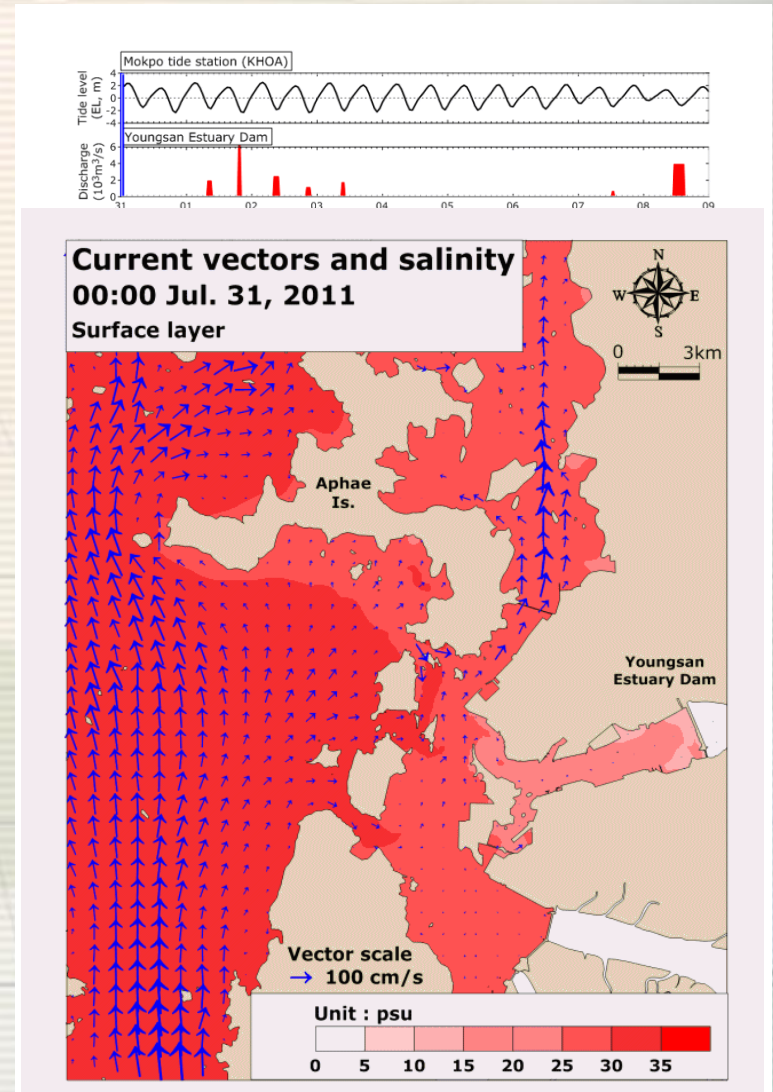 Mokpo tide station (KHOA)
Tide level
(EL, m)
4
2
0
-2
-4
Youngsan Estuary Dam
Discharge
(10³m³/s)
6
4
2
0
31 01 02 03 04 05 06 07 08 09
Current vectors and salinity
00:00 Jul. 31, 2011
Surface layer
N
W E
S
0 3km
Aphae
Is.
Youngsan
Estuary Dam
Vector scale
→ 100 cm/s
Unit : psu
0 5 10 15 20 25 30 35